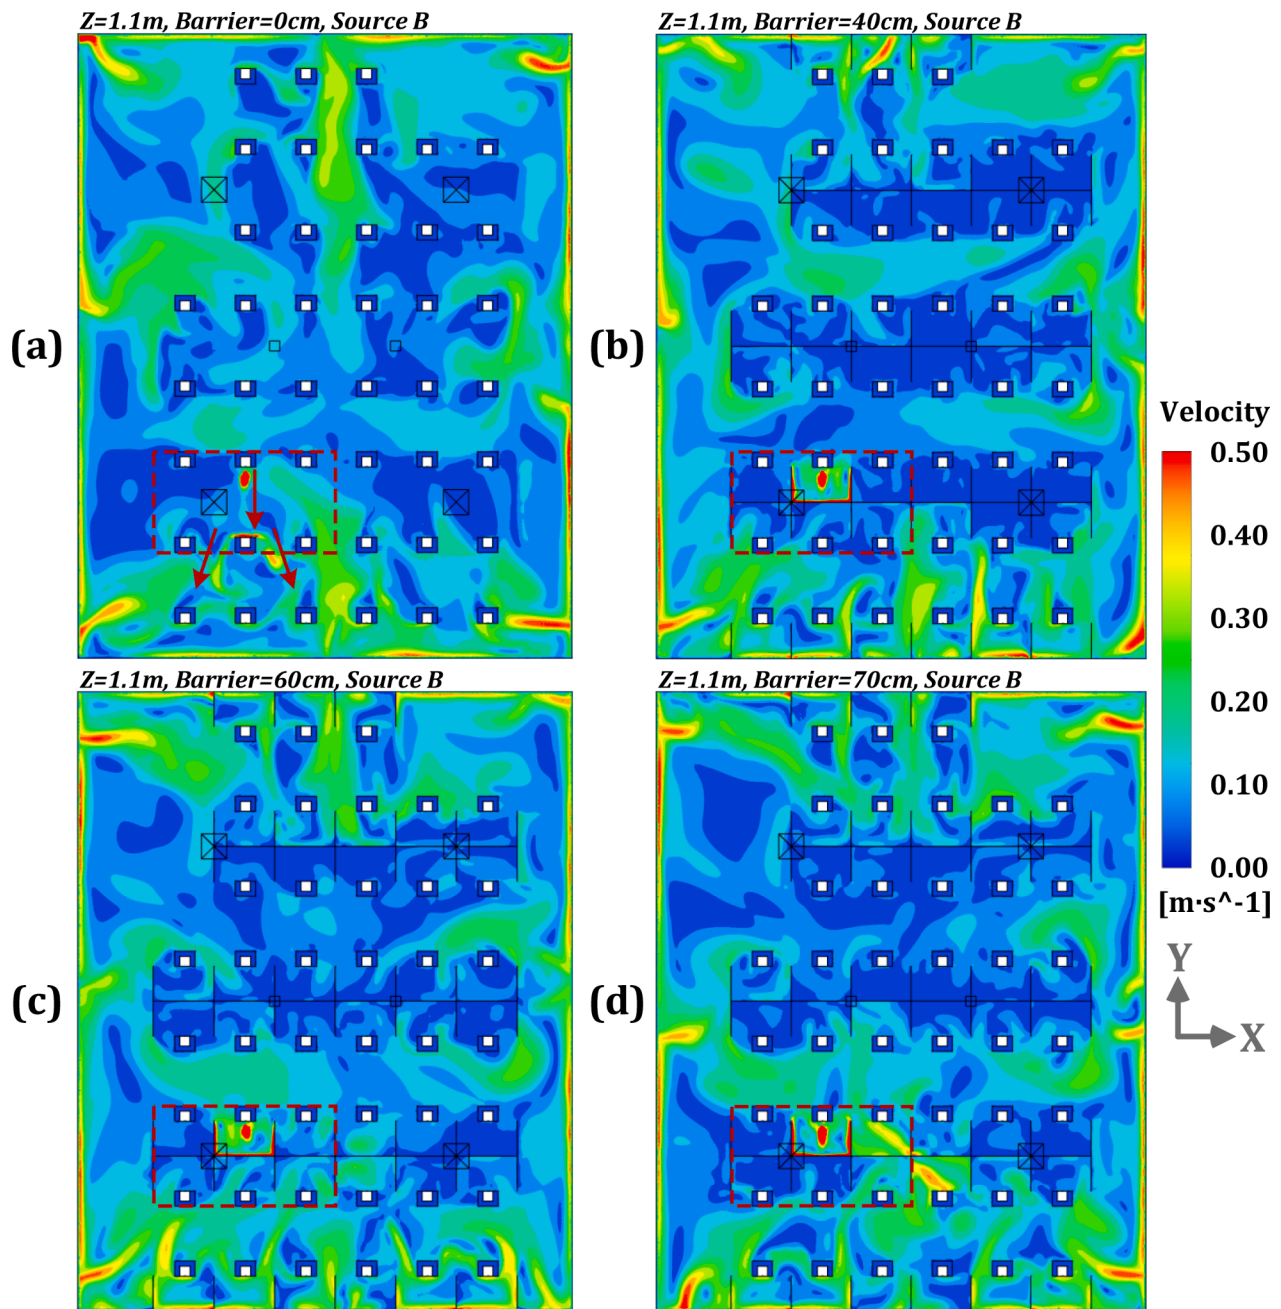 Z=1.1m, Barrier=0cm, Source B
Z=1.1m, Barrier=40cm, Source B
(a)
(b)
Velocity
0.50
0.40
0.30
0.20
0.10
0.00
[m·s^-1]
Z=1.1m, Barrier=60cm, Source B
Z=1.1m, Barrier=70cm, Source B
(c)
(d)
Y
X